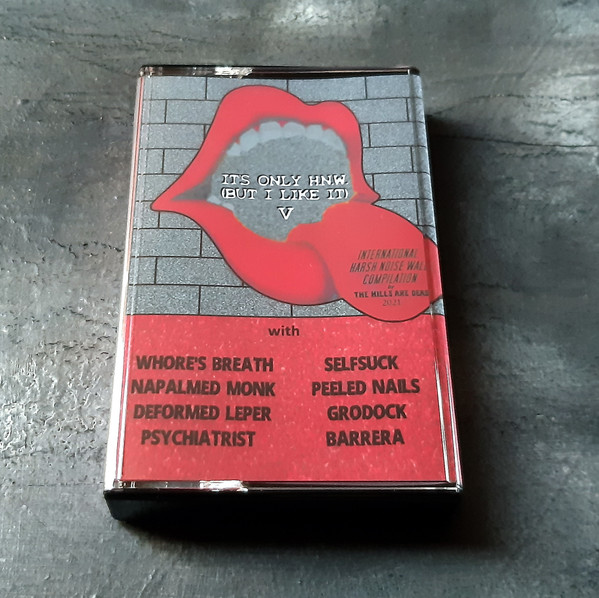 ITS ONLY H.N.W.
(BUT I LIKE IT)
V
INTERNATIONAL
HARSH NOISE WALL
COMPILATION
BY
THE HILLS ARE DEAD
2021
with
WHORE'S BREATH
NAPALMED MONK
DEFORMED LEPER
PSYCHIATRIST
SELFSUCK
PEELED NAILS
GRODOCK
BARRERA